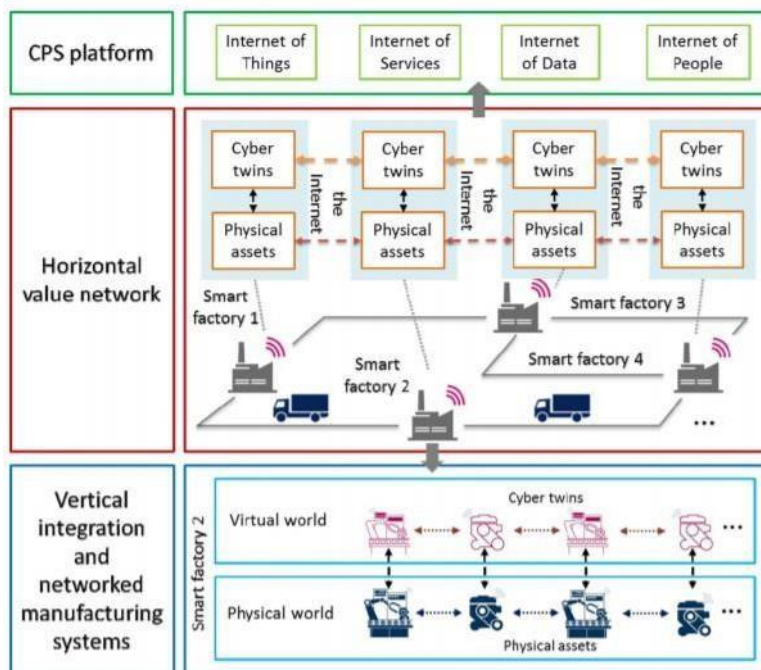 CPS platform
Internet of
Things
Internet of
Services
Internet
of Data
Internet of
People
Horizontal
value network
Cyber
twins
Cyber
twins
Cyber
twins
Cyber
twins
the
Internet
the
Internet
the
Internet
Physical
assets
Physical
assets
Physical
assets
Physical
assets
Smart
factory 1
Smart factory 3
Smart
factory 2
Smart factory 4
...
Vertical
integration
and
networked
manufacturing
systems
Smart factory 2
Cyber twins
Virtual world
...
Physical world
...
Physical assets